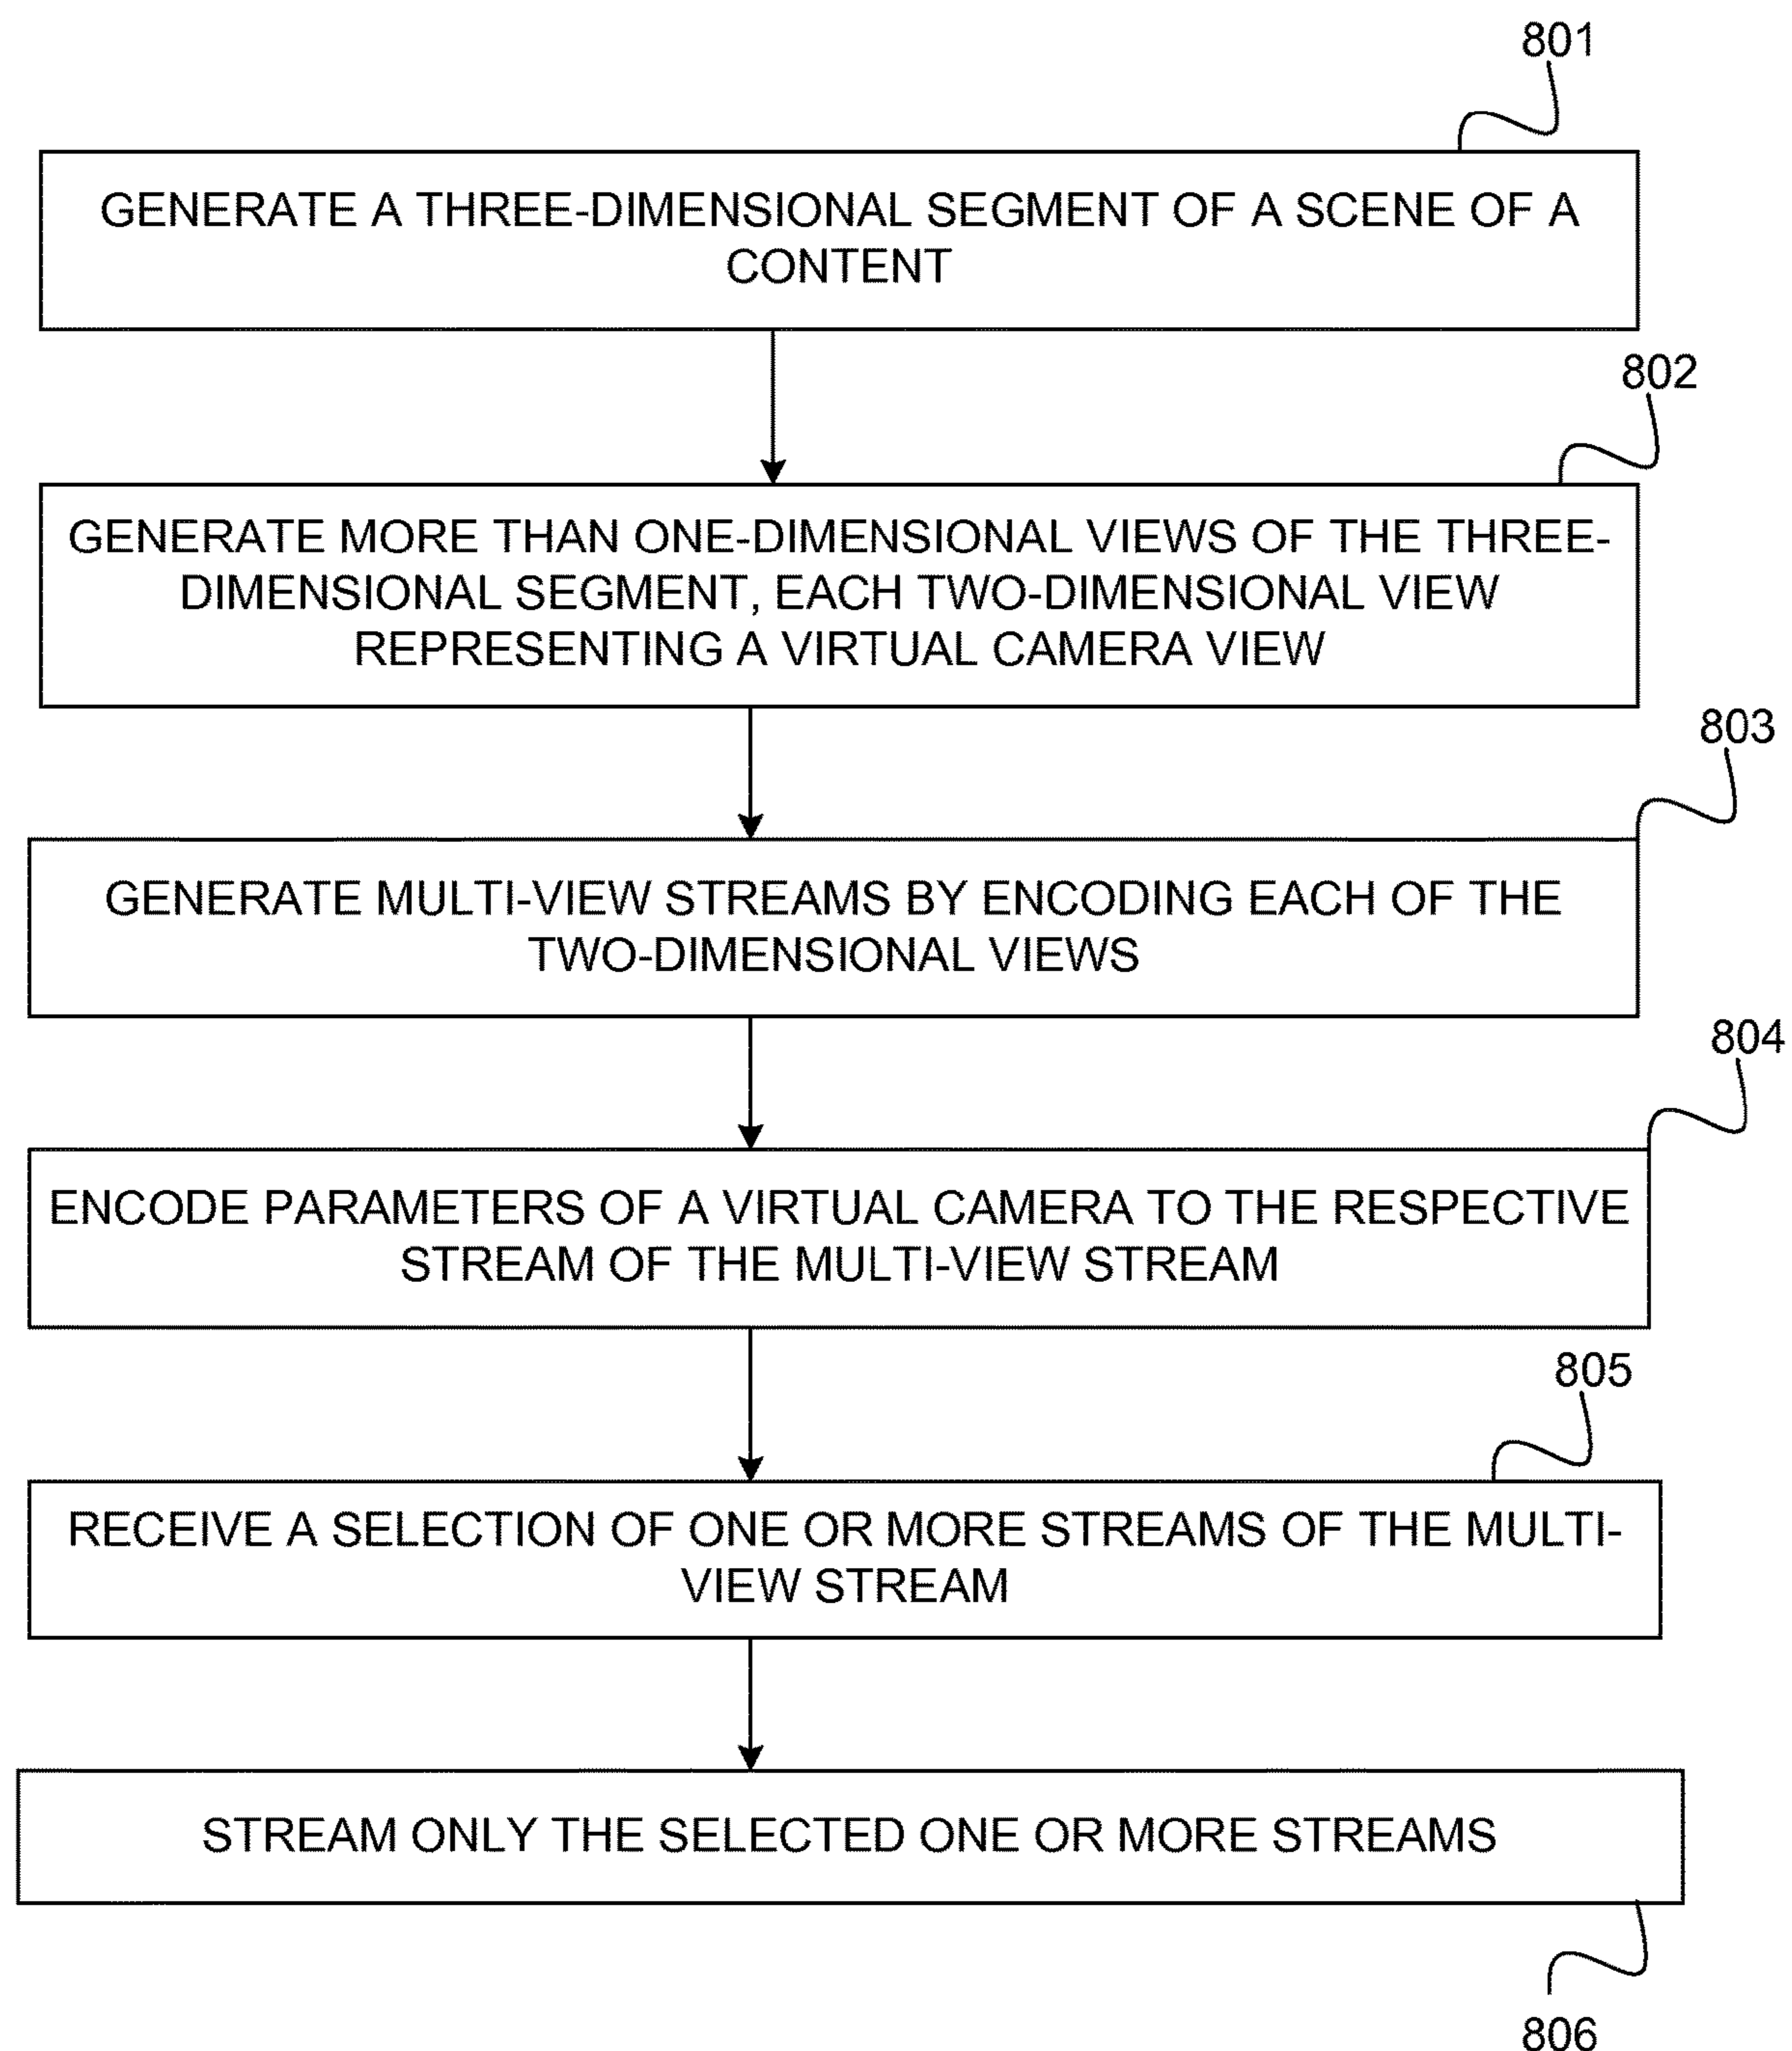 801
GENERATE A THREE-DIMENSIONAL SEGMENT OF A SCENE OF A
CONTENT
802
GENERATE MORE THAN ONE-DIMENSIONAL VIEWS OF THE THREE-
DIMENSIONAL SEGMENT, EACH TWO-DIMENSIONAL VIEW
REPRESENTING A VIRTUAL CAMERA VIEW
803
GENERATE MULTI-VIEW STREAMS BY ENCODING EACH OF THE
TWO-DIMENSIONAL VIEWS
804
ENCODE PARAMETERS OF A VIRTUAL CAMERA TO THE RESPECTIVE
STREAM OF THE MULTI-VIEW STREAM
805
RECEIVE A SELECTION OF ONE OR MORE STREAMS OF THE MULTI-
VIEW STREAM
STREAM ONLY THE SELECTED ONE OR MORE STREAMS
806